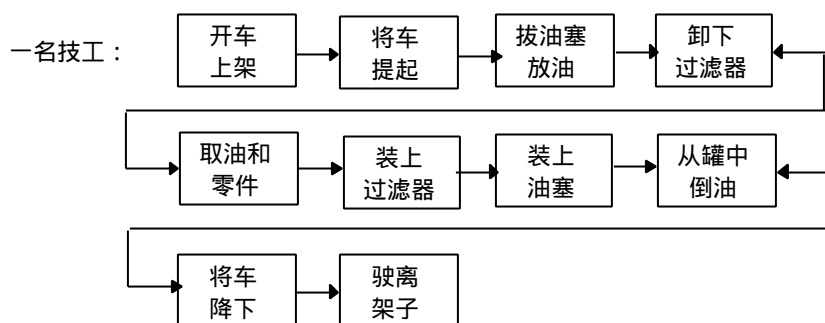 一名技工：
开车
上架
将车
提起
拔油塞
放油
卸下
过滤器
取油和
零件
装上
过滤器
装上
油塞
从罐中
倒油
将车
降下
驶离
架子